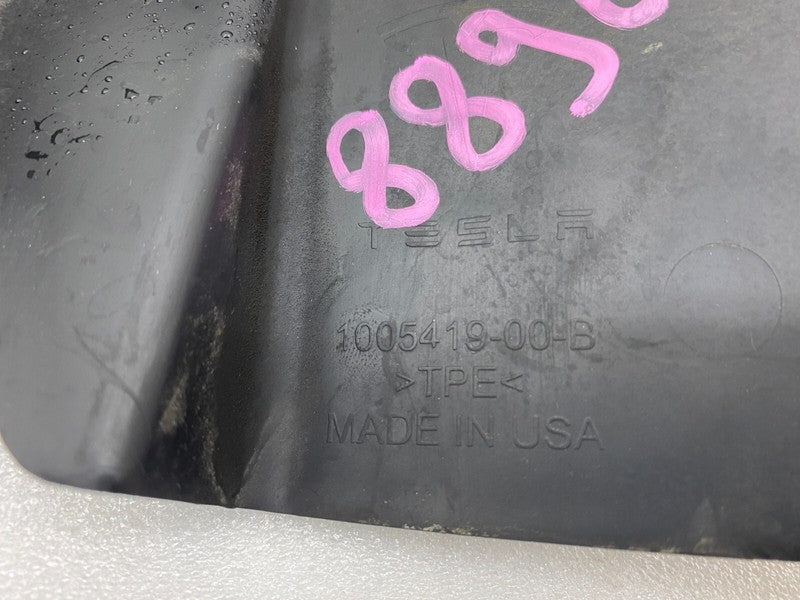 889
TESLA
1005419-00-B
>TPE<
MADE IN USA